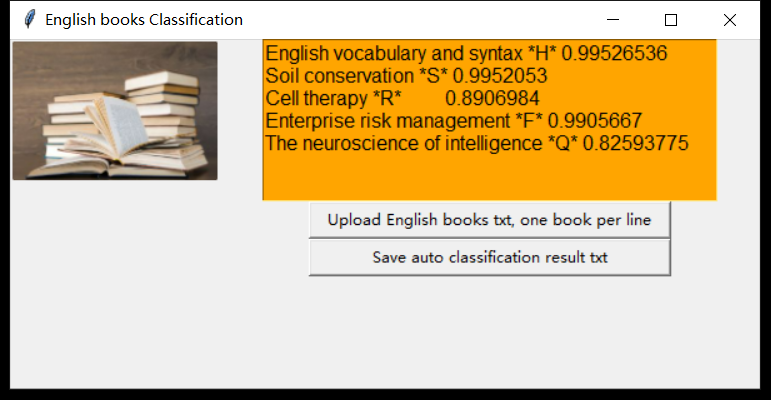 English books Classification
English vocabulary and syntax *H* 0.99526536
Soil conservation *S* 0.9952053
Cell therapy *R* 0.8906984
Enterprise risk management *F* 0.9905667
The neuroscience of intelligence *Q* 0.82593775
Upload English books txt, one book per line
Save auto classification result txt